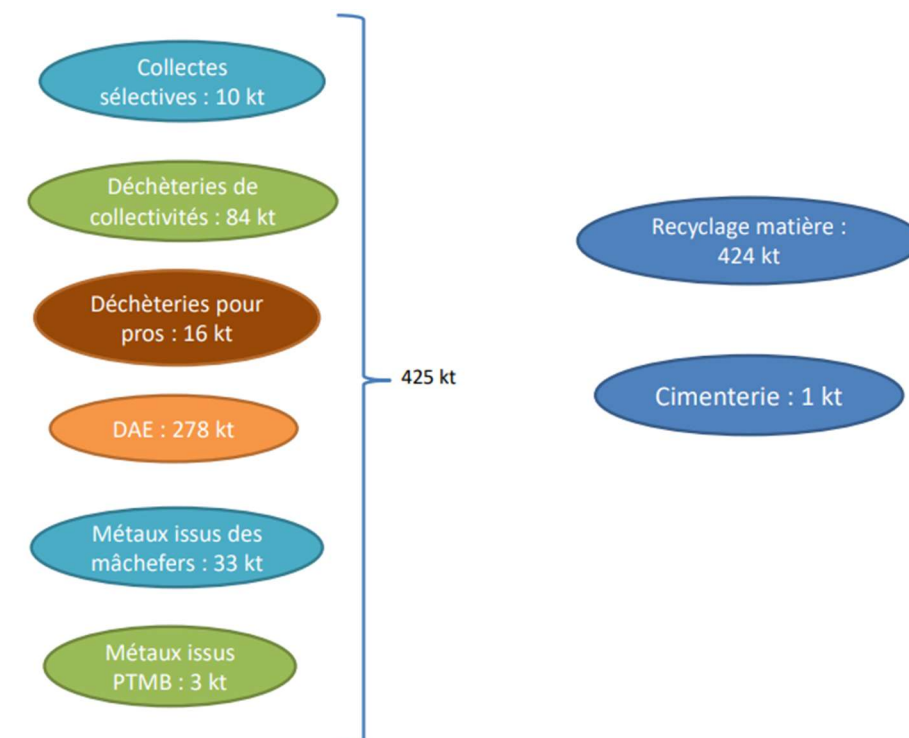 Collectes
sélectives : 10 kt
Déchèteries de
collectivités : 84 kt
Déchèteries pour
pros : 16 kt
DAE : 278 kt
Métaux issus des
mâchefers : 33 kt
Métaux issus
PTMB : 3 kt
425 kt
Recyclage matière :
424 kt
Cimenterie : 1 kt